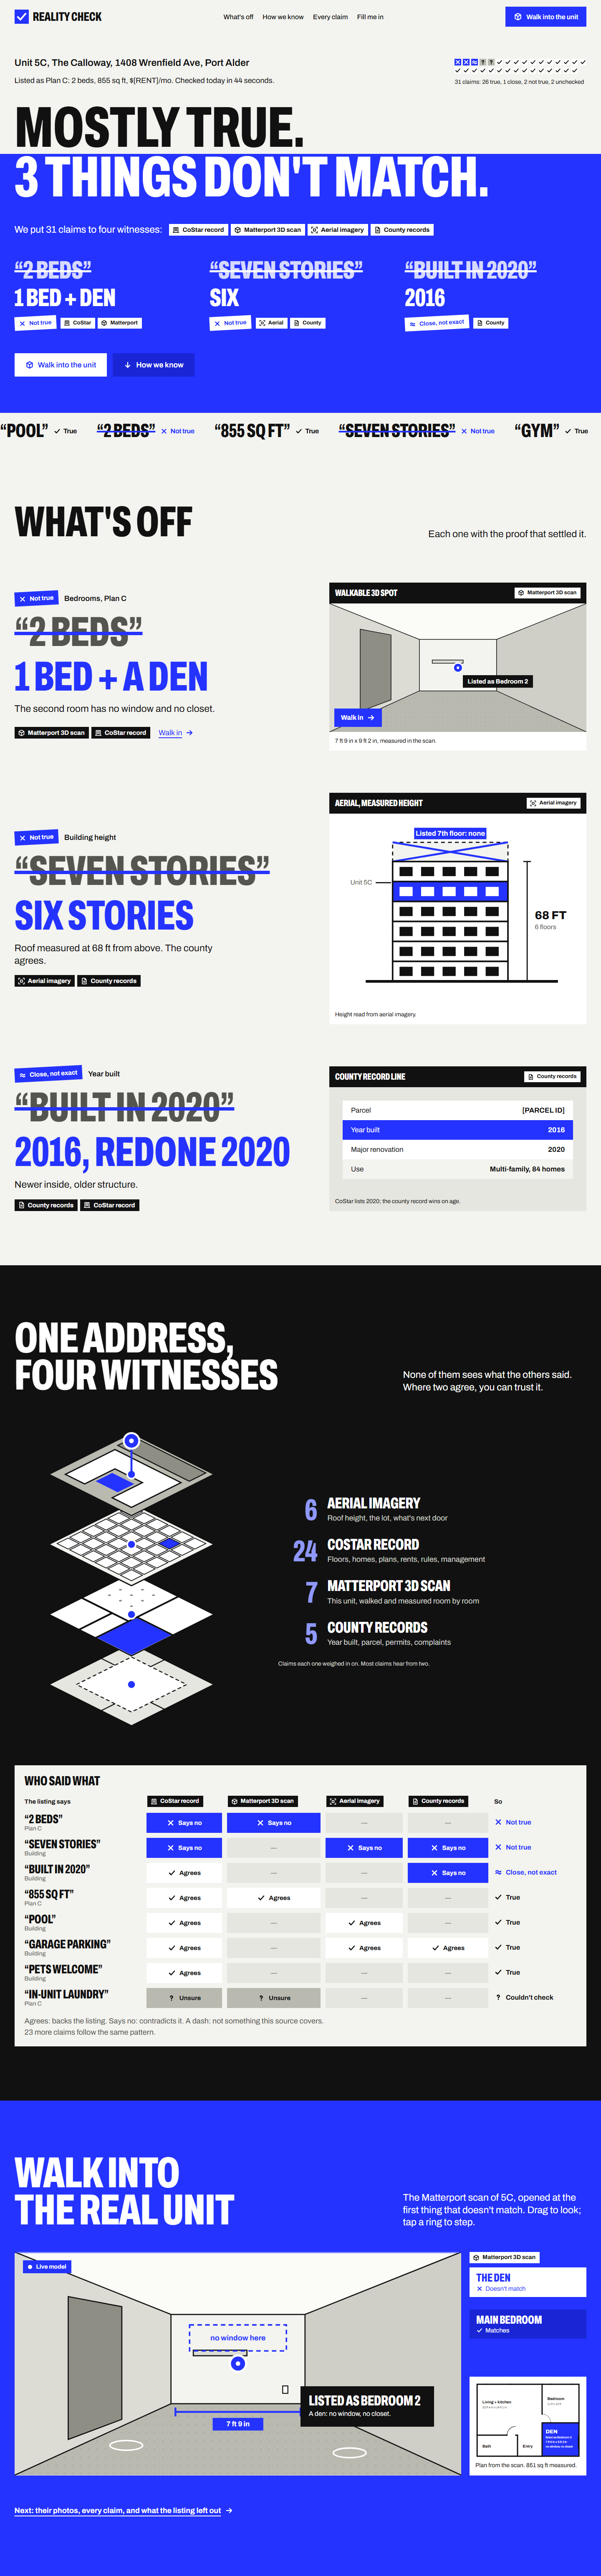 REALITY CHECK
What's off
How we know
Every claim
Fill me in
Walk into the unit
Unit 5C, The Calloway, 1408 Wrenfield Ave, Port Alder
Listed as Plan C: 2 beds, 855 sq ft, $[RENT]/mo. Checked today in 44 seconds.
31 claims: 26 true, 1 close, 2 not true, 2 unchecked
MOSTLY TRUE.
3 THINGS DON'T MATCH.
We put 31 claims to four witnesses:
CoStar record
Matterport 3D scan
Aerial imagery
County records
“2 BEDS”
1 BED + DEN
Not true
CoStar
Matterport
“SEVEN STORIES”
SIX
Not true
Aerial
County
“BUILT IN 2020”
2016
Close, not exact
County
Walk into the unit
How we know
“POOL”
True
“2 BEDS”
Not true
“855 SQ FT”
True
“SEVEN STORIES”
Not true
“GYM”
True
WHAT'S OFF
Each one with the proof that settled it.
Not true
Bedrooms, Plan C
“2 BEDS”
1 BED + A DEN
The second room has no window and no closet.
Matterport 3D scan
CoStar record
Walk in
WALKABLE 3D SPOT
Matterport 3D scan
Listed as Bedroom 2
Walk in
7 ft 9 in x 9 ft 2 in, measured in the scan.
Not true
Building height
“SEVEN STORIES”
SIX STORIES
Roof measured at 68 ft from above. The county
agrees.
Aerial imagery
County records
AERIAL, MEASURED HEIGHT
Aerial imagery
Listed 7th floor: none
Unit 5C
68 FT
6 floors
Height read from aerial imagery.
Close, not exact
Year built
“BUILT IN 2020”
2016, REDONE 2020
Newer inside, older structure.
County records
CoStar record
COUNTY RECORD LINE
County records
Parcel
[PARCEL ID]
Year built
2016
Major renovation
2020
Use
Multi-family, 84 homes
CoStar lists 2020; the county record wins on age.
ONE ADDRESS,
FOUR WITNESSES
None of them sees what the others said.
Where two agree, you can trust it.
6
AERIAL IMAGERY
Roof height, the lot, what's next door
24
COSTAR RECORD
Floors, homes, plans, rents, rules, management
7
MATTERPORT 3D SCAN
This unit, walked and measured room by room
5
COUNTY RECORDS
Year built, parcel, permits, complaints
Claims each one weighed in on. Most claims hear from two.
WHO SAID WHAT
The listing says
CoStar record
Matterport 3D scan
Aerial imagery
County records
So
“2 BEDS”
Plan C
Says no
Says no
—
—
Not true
“SEVEN STORIES”
Building
Says no
—
Says no
Says no
Not true
“BUILT IN 2020”
Building
Agrees
—
—
Says no
Close, not exact
“855 SQ FT”
Plan C
Agrees
Agrees
—
—
True
“POOL”
Building
Agrees
—
Agrees
—
True
“GARAGE PARKING”
Building
Agrees
—
Agrees
Agrees
True
“PETS WELCOME”
Building
Agrees
—
—
—
True
“IN-UNIT LAUNDRY”
Plan C
Unsure
Unsure
—
—
Couldn't check
Agrees: backs the listing. Says no: contradicts it. A dash: not something this source covers.
23 more claims follow the same pattern.
WALK INTO
THE REAL UNIT
The Matterport scan of 5C, opened at the
first thing that doesn't match. Drag to look;
tap a ring to step.
Live model
no window here
7 ft 9 in
LISTED AS BEDROOM 2
A den: no window, no closet.
Matterport 3D scan
THE DEN
Doesn't match
MAIN BEDROOM
Matches
Living + kitchen
Bedroom
DEN
Bath
Entry
Plan from the scan. 851 sq ft measured.
Next: their photos, every claim, and what the listing left out